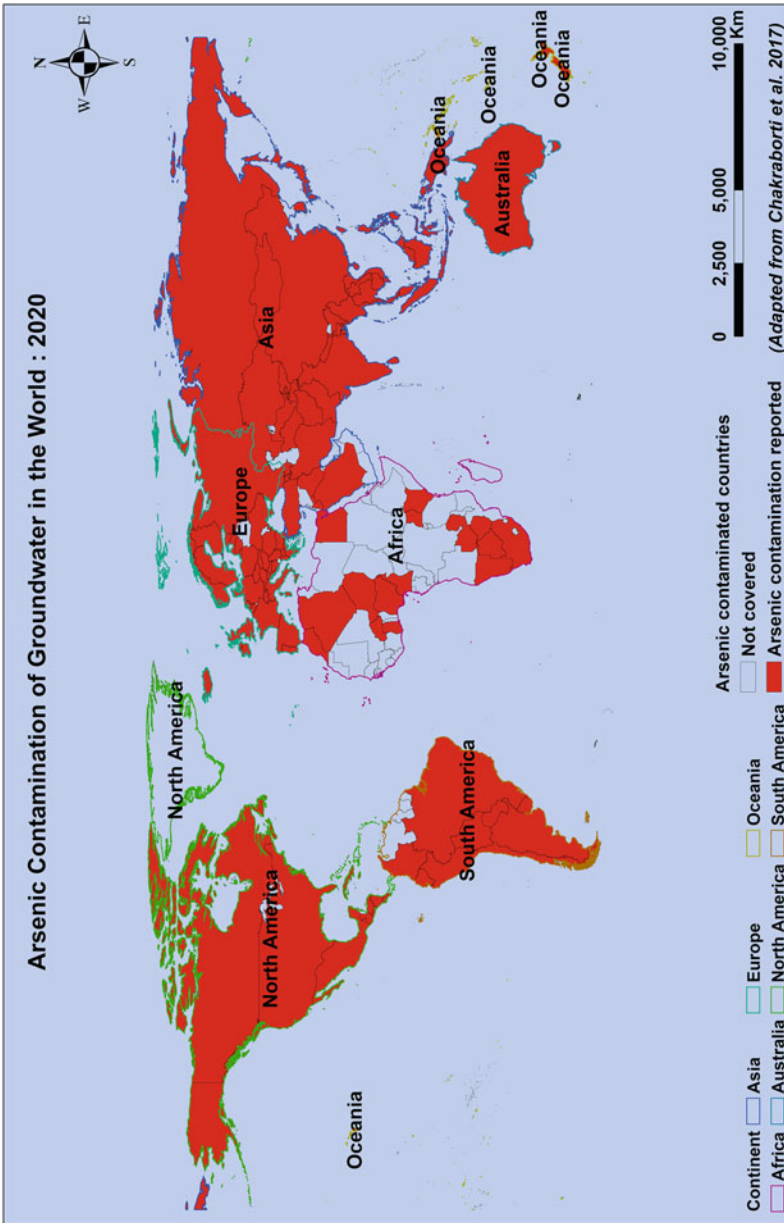 Arsenic Contamination of Groundwater in the World : 2020
N
W
E
S
North America
North America
Europe
Asia
Africa
South America
Oceania
Oceania
Oceania
Oceania
Oceania
Australia
Continent
Africa
Asia
Australia
Europe
North America
Oceania
South America
Arsenic contaminated countries
Not covered
Arsenic contamination reported
0 2,500 5,000 10,000
Km
(Adapted from Chakraborti et al. 2017)